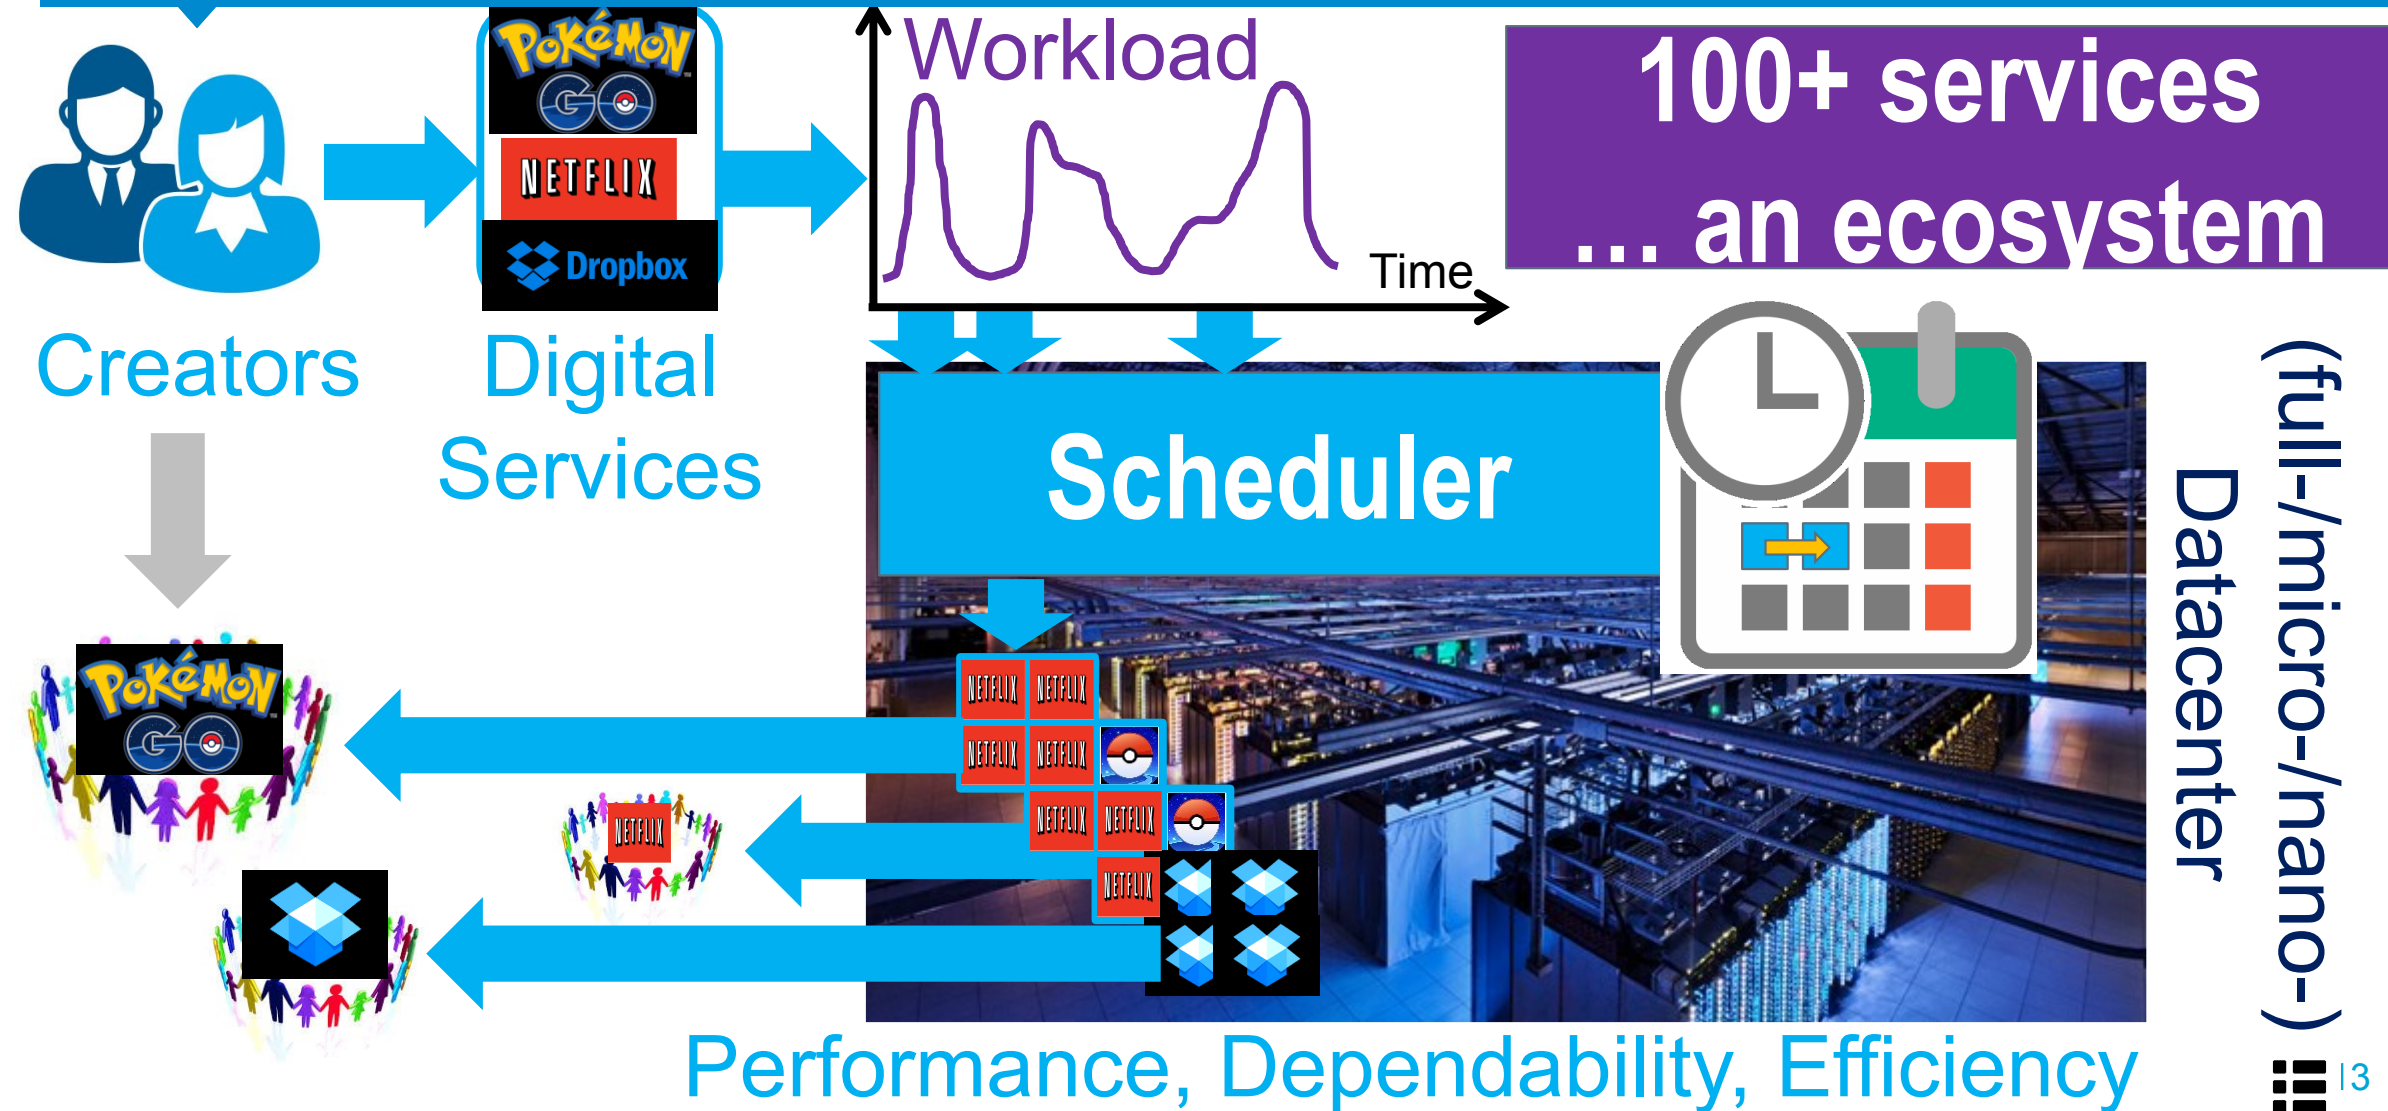 POKÉMON
GO
NETFLIX
Dropbox
Workload
Time
100+ services
... an ecosystem
Creators
Digital
Services
Scheduler
(full-/micro-/nano-)
Datacenter
POKÉMON
GO
NETFLIX
NETFLIX NETFLIX
NETFLIX NETFLIX
NETFLIX NETFLIX
NETFLIX
Performance, Dependability, Efficiency
13